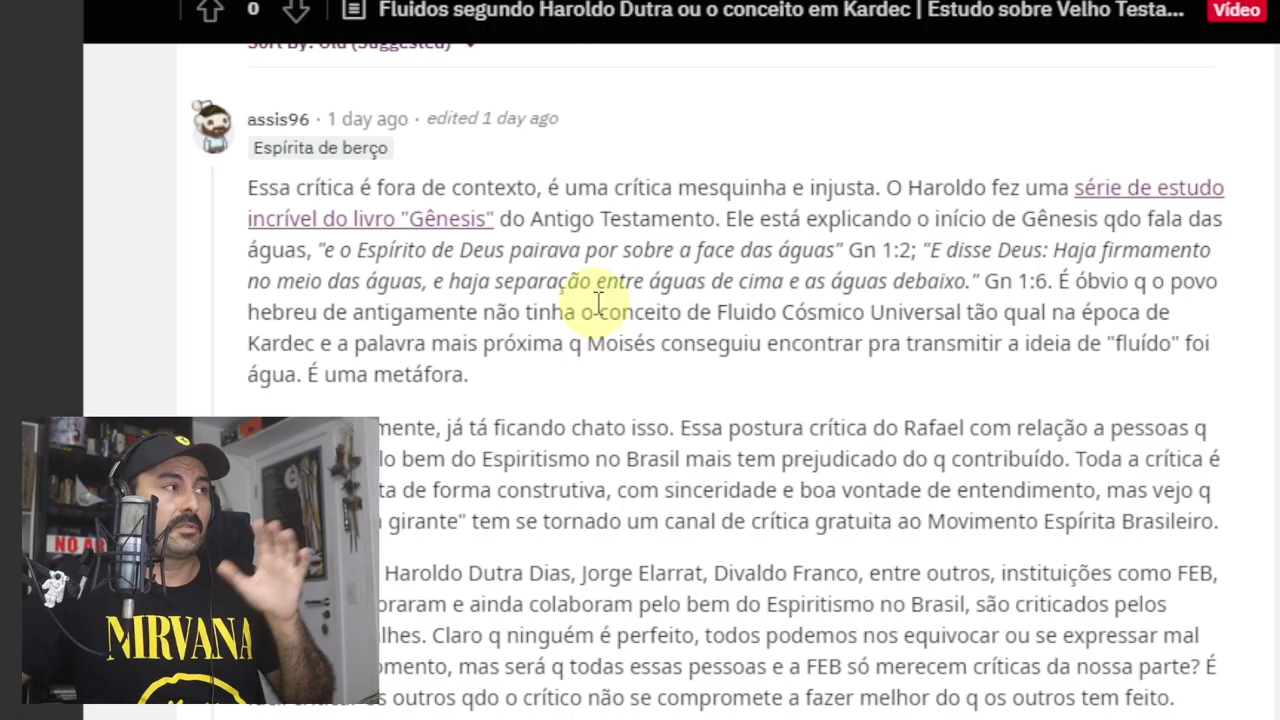 0 Fluidos segundo Haroldo Dutra ou o conceito em Kardec | Estudo sobre Velho Testa... Vídeo
Sort By: Old (Suggested)
assis96 · 1 day ago · edited 1 day ago
Espírita de berço
Essa crítica é fora de contexto, é uma crítica mesquinha e injusta. O Haroldo fez uma série de estudo
incrível do livro "Gênesis" do Antigo Testamento. Ele está explicando o início de Gênesis qdo fala das
águas, "e o Espírito de Deus pairava por sobre a face das águas" Gn 1:2; "E disse Deus: Haja firmamento
no meio das águas, e haja separação entre águas de cima e as águas debaixo." Gn 1:6. É óbvio q o povo
hebreu de antigamente não tinha o conceito de Fluido Cósmico Universal tão qual na época de
Kardec e a palavra mais próxima q Moisés conseguiu encontrar pra transmitir a ideia de "fluído" foi
água. É uma metáfora.
mente, já tá ficando chato isso. Essa postura crítica do Rafael com relação a pessoas q
lo bem do Espiritismo no Brasil mais tem prejudicado do q contribuído. Toda a crítica é
ta de forma construtiva, com sinceridade e boa vontade de entendimento, mas vejo q
girante" tem se tornado um canal de crítica gratuita ao Movimento Espírita Brasileiro.
Haroldo Dutra Dias, Jorge Elarrat, Divaldo Franco, entre outros, instituições como FEB,
oraram e ainda colaboram pelo bem do Espiritismo no Brasil, são criticados pelos
alhes. Claro q ninguém é perfeito, todos podemos nos equivocar ou se expressar mal
omento, mas será q todas essas pessoas e a FEB só merecem críticas da nossa parte? É
s outros qdo o crítico não se compromete a fazer melhor do q os outros tem feito.
NO AR
NIRVANA